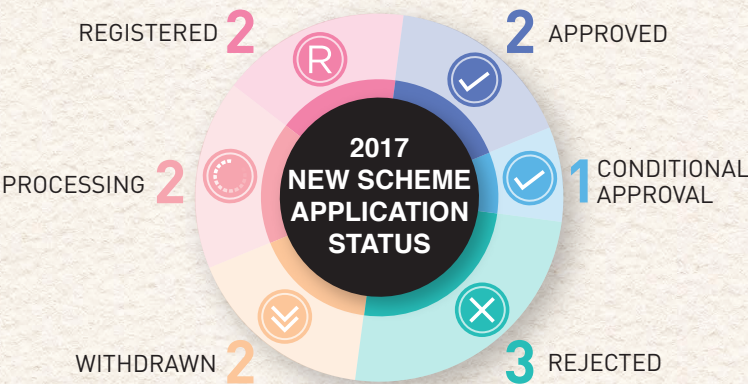 REGISTERED 2
2 APPROVED
R
2017
NEW SCHEME
APPLICATION
STATUS
PROCESSING 2
1 CONDITIONAL
APPROVAL
WITHDRAWN 2
3 REJECTED